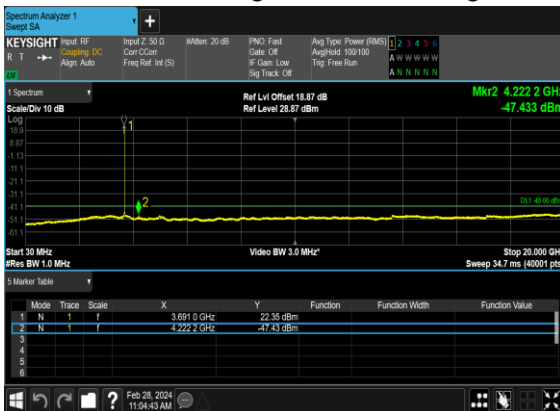 Spectrum Analyzer 1
Swept SA
KEYSIGHT Input: RF Input Z: 50 Ω #Atten: 20 dB PNO: Fast Avg Type: Power (RMS) 1 2 3 4 5 6
R T Coupling: DC Corr CCorr Gate: Off Avg|Hold: 100/100 A W W W W W
Align: Auto Freq Ref: Int (S) IF Gain: Low Trig: Free Run
LV Sig Track: Off A N N N N N
1 Spectrum Ref Lvl Offset 18.87 dB Mkr2 4.222 2 GHz
Scale/Div 10 dB Ref Level 28.87 dBm -47.433 dBm
Log
18.9
8.87
-1.13
-11.1
-21.1
-31.1
-41.1
-51.1
-61.1
1
2
DL1 -40.00 dBm
Start 30 MHz Video BW 3.0 MHz* Stop 20.000 GH
#Res BW 1.0 MHz Sweep 34.7 ms (40001 pts
5 Marker Table
Mode Trace Scale X Y Function Function Width Function Value
1 N 1 f 3.691 0 GHz 22.35 dBm
2 N 1 f 4.222 2 GHz -47.43 dBm
3
4
5
6
? Feb 28, 2024
11:04:43 AM